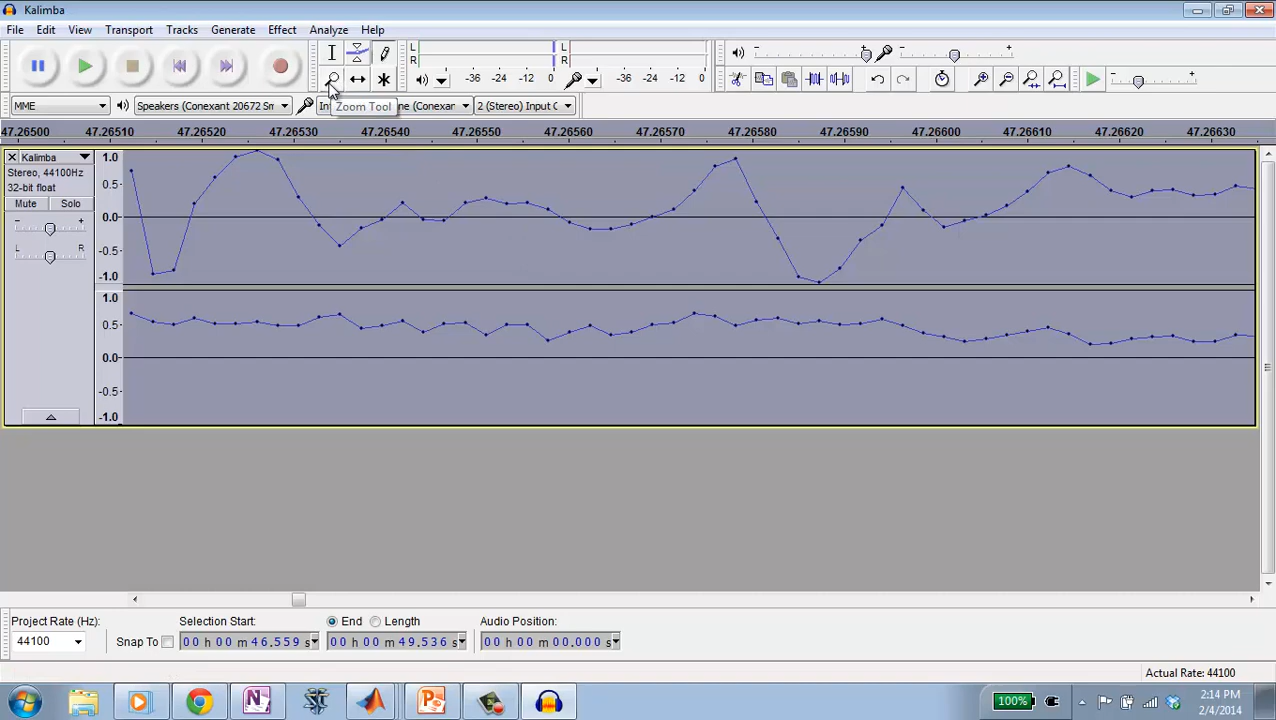 Kalimba
File Edit View Transport Tracks Generate Effect Analyze Help
L L
R R
-36 -24 -12 0 -36 -24 -12 0
Zoom Tool
MME Speakers (Conexant 20672 Sm In ne (Conexar 2 (Stereo) Input C
47.26500 47.26510 47.26520 47.26530 47.26540 47.26550 47.26560 47.26570 47.26580 47.26590 47.26600 47.26610 47.26620 47.26630
Kalimba
Stereo, 44100Hz
32-bit float
Mute Solo
- +
L R
1.0
0.5
0.0
-0.5
-1.0
1.0
0.5
0.0
-0.5
-1.0
Project Rate (Hz): Selection Start: End Length Audio Position:
44100 Snap To 00 h 00 m 46.559 s 00 h 00 m 49.536 s 00 h 00 m 00.000 s
Actual Rate: 44100
100% 2:14 PM
2/4/2014